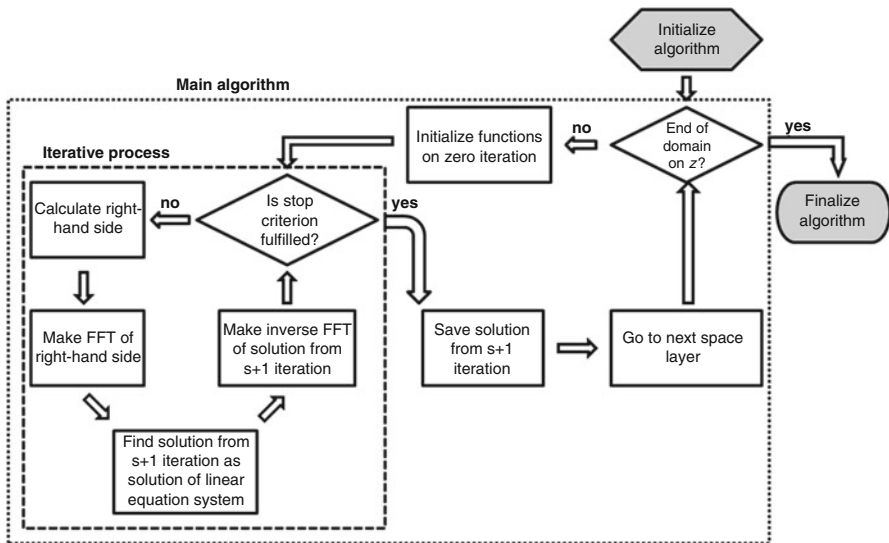 Initialize
algorithm
Main algorithm
End of
domain
on z?
yes
no
Initialize functions
on zero iteration
Finalize
algorithm
Iterative process
Is stop
criterion
fulfilled?
no
yes
Calculate right-
hand side
Make FFT of
right-hand side
Find solution from
s+1 iteration as
solution of linear
equation system
Make inverse FFT
of solution from
s+1 iteration
Save solution
from s+1
iteration
Go to next space
layer